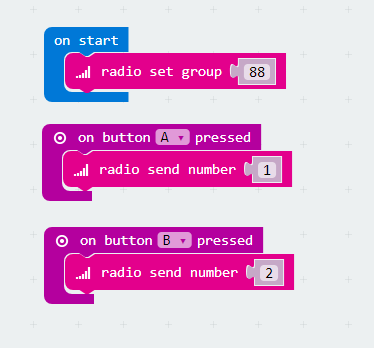 on start
radio set group 88
on button A ▾ pressed
radio send number 1
on button B ▾ pressed
radio send number 2